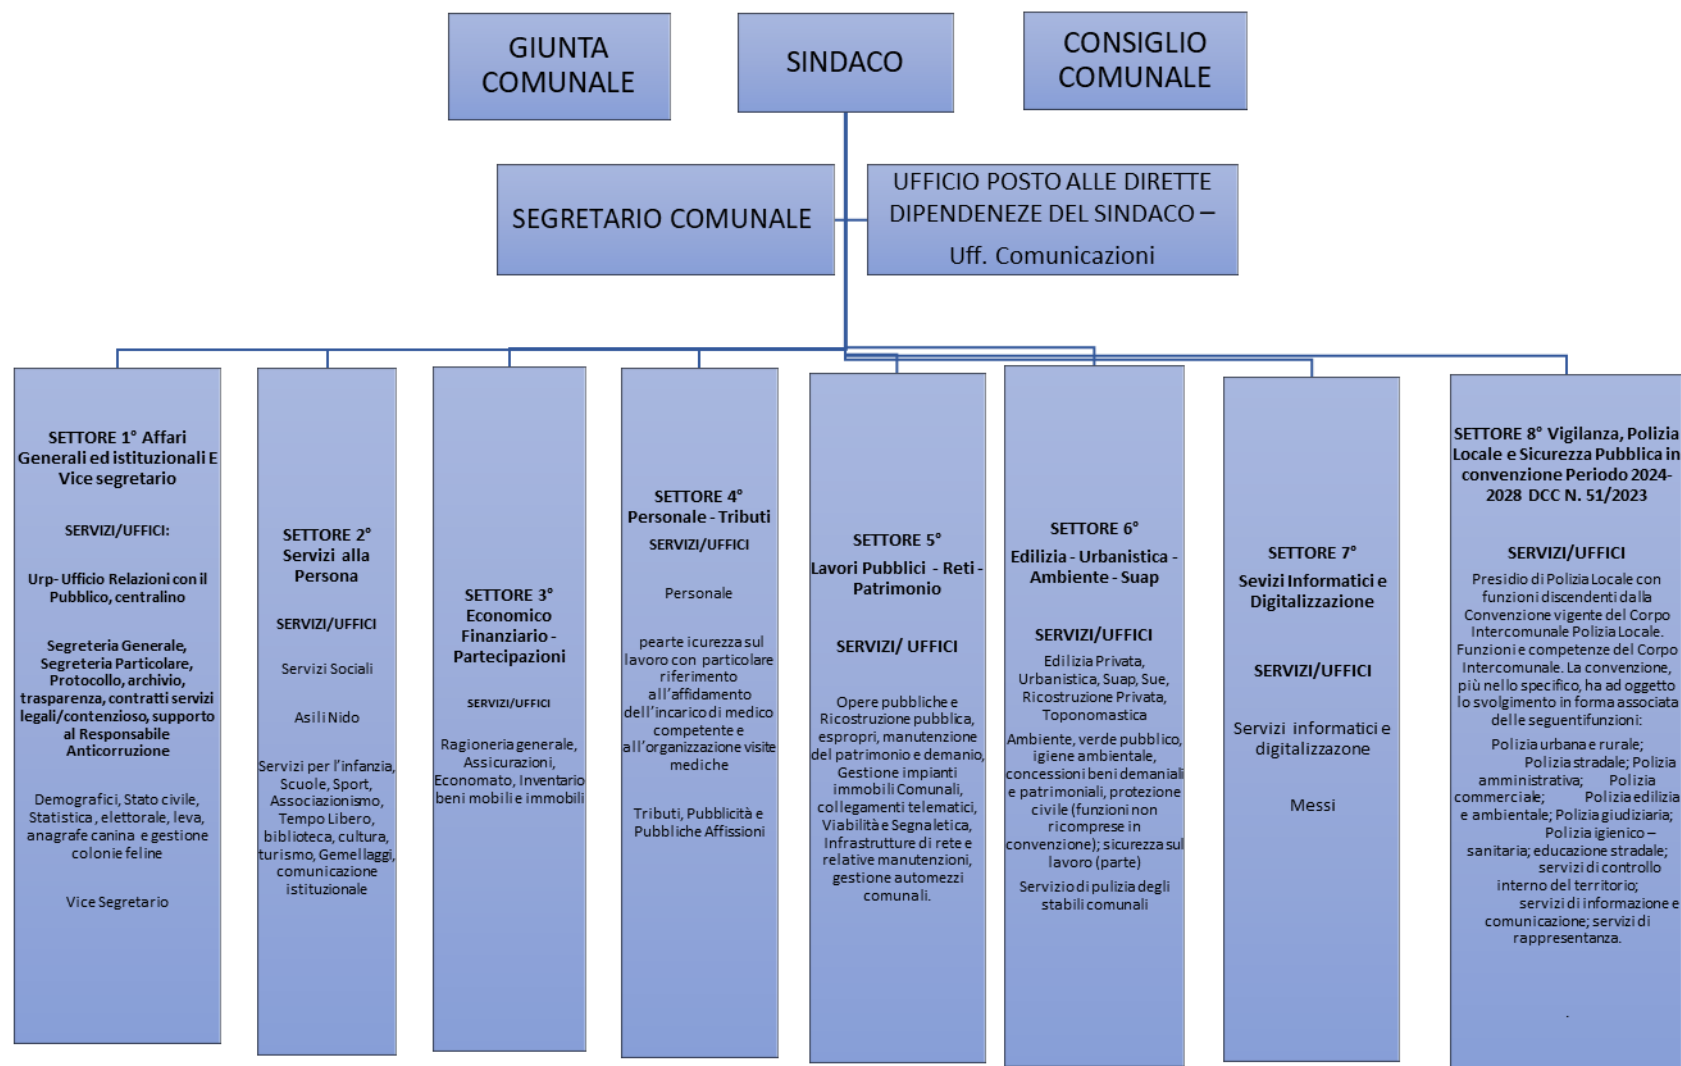 GIUNTA
COMUNALE
SINDACO
CONSIGLIO
COMUNALE
SEGRETARIO COMUNALE
UFFICIO POSTO ALLE DIRETTE
DIPENDENEZE DEL SINDACO –
Uff. Comunicazioni
SETTORE 1° Affari
Generali ed istituzionali E
Vice segretario
SERVIZI/UFFICI:
Urp- Ufficio Relazioni con il
Pubblico, centralino
Segreteria Generale,
Segreteria Particolare,
Protocollo, archivio,
trasparenza, contratti servizi
legali/contenzioso, supporto
al Responsabile
Anticorruzione
Demografici, Stato civile,
Statistica, elettorale, leva,
anagrafe canina e gestione
colonie feline
Vice Segretario
SETTORE 2°
Servizi alla
Persona
SERVIZI/UFFICI
Servizi Sociali
Asili Nido
Servizi per l'infanzia,
Scuole, Sport,
Associazionismo,
Tempo Libero,
biblioteca, cultura,
turismo, Gemellaggi,
comunicazione
istituzionale
SETTORE 3°
Economico
Finanziario -
Partecipazioni
SERVIZI/UFFICI
Ragioneria generale,
Assicurazioni,
Economato, Inventario
beni mobili e immobili
SETTORE 4°
Personale - Tributi
SERVIZI/UFFICI
Personale
pearte icurezza sul
lavoro con particolare
riferimento
all'affidamento
dell'incarico di medico
competente e
all'organizzazione visite
mediche
Tributi, Pubblicità e
Pubbliche Affissioni
SETTORE 5°
Lavori Pubblici - Reti -
Patrimonio
SERVIZI/ UFFICI
Opere pubbliche e
Ricostruzione pubblica,
espropri, manutenzione
del patrimonio e demanio,
Gestione impianti
immobili Comunali,
collegamenti telematici,
Viabilità e Segnaletica,
Infrastrutture di rete e
relative manutenzioni,
gestione automezzi
comunali.
SETTORE 6°
Edilizia - Urbanistica -
Ambiente - Suap
SERVIZI/UFFICI
Edilizia Privata,
Urbanistica, Suap, Sue,
Ricostruzione Privata,
Toponomastica
Ambiente, verde pubblico,
igiene ambientale,
concessioni beni demaniali
e patrimoniali, protezione
civile (funzioni non
ricomprese in
convenzione); sicurezza sul
lavoro (parte)
Servizio di pulizia degli
stabili comunali
SETTORE 7°
Sevizi Informatici e
Digitalizzazione
SERVIZI/UFFICI
Servizi informatici e
digitalizzazone
Messi
SETTORE 8° Vigilanza, Polizia
Locale e Sicurezza Pubblica in
convenzione Periodo 2024-
2028 DCC N. 51/2023
SERVIZI/UFFICI
Presidio di Polizia Locale con
funzioni discendenti dalla
Convenzione vigente del Corpo
Intercomunale Polizia Locale.
Funzioni e competenze del Corpo
Intercomunale. La convenzione,
più nello specifico, ha ad oggetto
lo svolgimento in forma associata
delle seguenti funzioni:
Polizia urbana e rurale;
Polizia stradale; Polizia
amministrativa; Polizia
commerciale; Polizia edilizia
e ambientale; Polizia giudiziaria;
Polizia igienico –
sanitaria; educazione stradale;
servizi di controllo
interno del territorio;
servizi di informazione e
comunicazione; servizi di
rappresentanza.
.